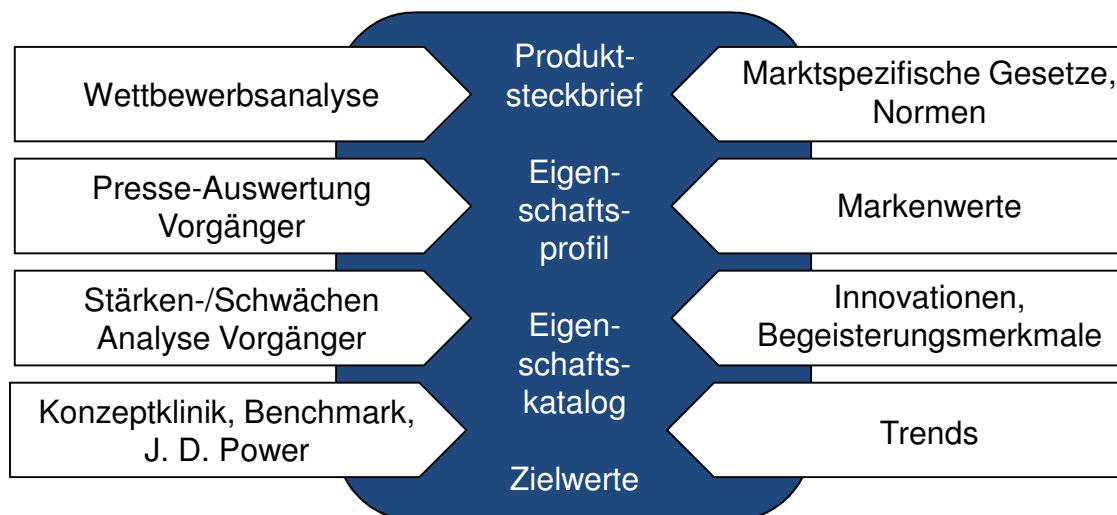 Wettbewerbsanalyse
Presse-Auswertung
Vorgänger
Stärken-/Schwächen
Analyse Vorgänger
Konzeptklinik, Benchmark,
J. D. Power
Produkt-
steckbrief
Eigen-
schafts-
profil
Eigen-
schafts-
katalog
Zielwerte
Marktspezifische Gesetze,
Normen
Markenwerte
Innovationen,
Begeisterungsmerkmale
Trends